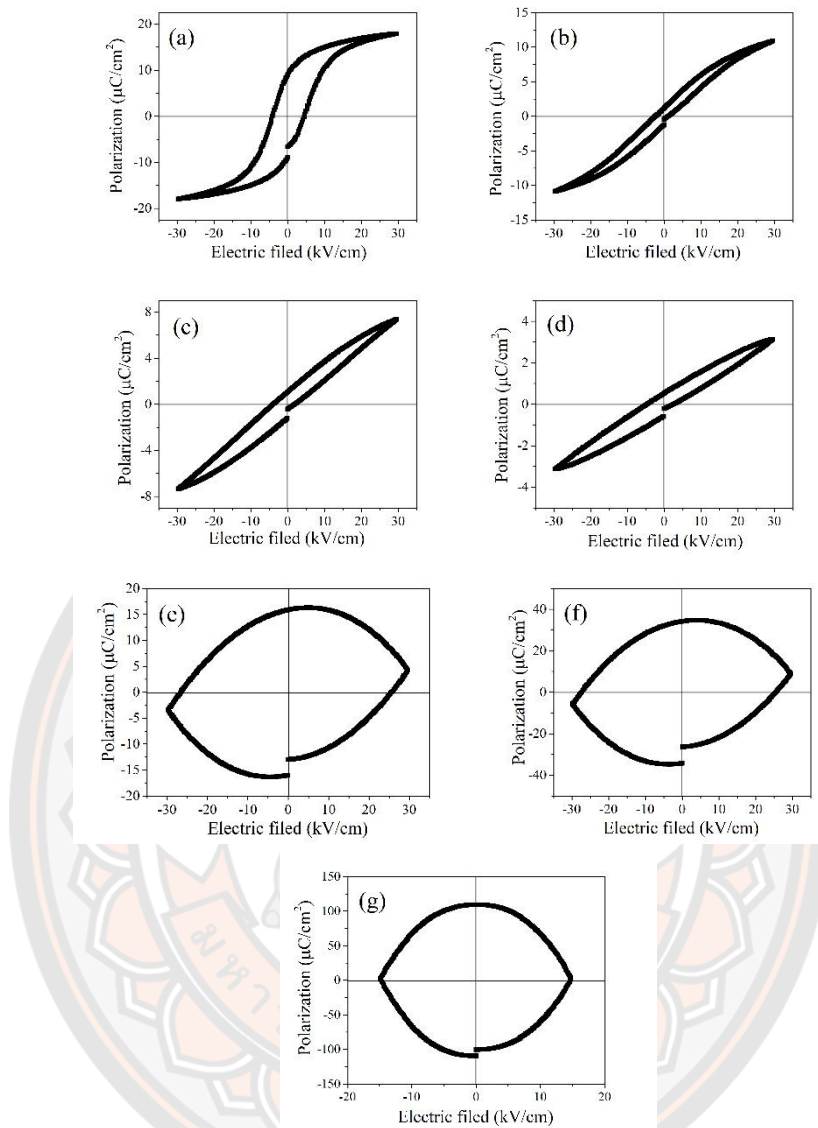 (a)
Polarization (μC/cm²)
20
10
0
-10
-20
-30 -20 -10 0 10 20 30
Electric filed (kV/cm)
(b)
Polarization (μC/cm²)
15
10
5
0
-5
-10
-15
-30 -20 -10 0 10 20 30
Electric filed (kV/cm)
(c)
Polarization (μC/cm²)
8
4
0
-4
-8
-30 -20 -10 0 10 20 30
Electric filed (kV/cm)
(d)
Polarization (μC/cm²)
4
2
0
-2
-4
-30 -20 -10 0 10 20 30
Electric filed (kV/cm)
(e)
Polarization (μC/cm²)
20
15
10
5
0
-5
-10
-15
-20
-30 -20 -10 0 10 20 30
Electric filed (kV/cm)
(f)
Polarization (μC/cm²)
40
20
0
-20
-40
-30 -20 -10 0 10 20 30
Electric filed (kV/cm)
(g)
Polarization (μC/cm²)
150
100
50
0
-50
-100
-150
-20 -10 0 10 20
Electric filed (kV/cm)
มหา